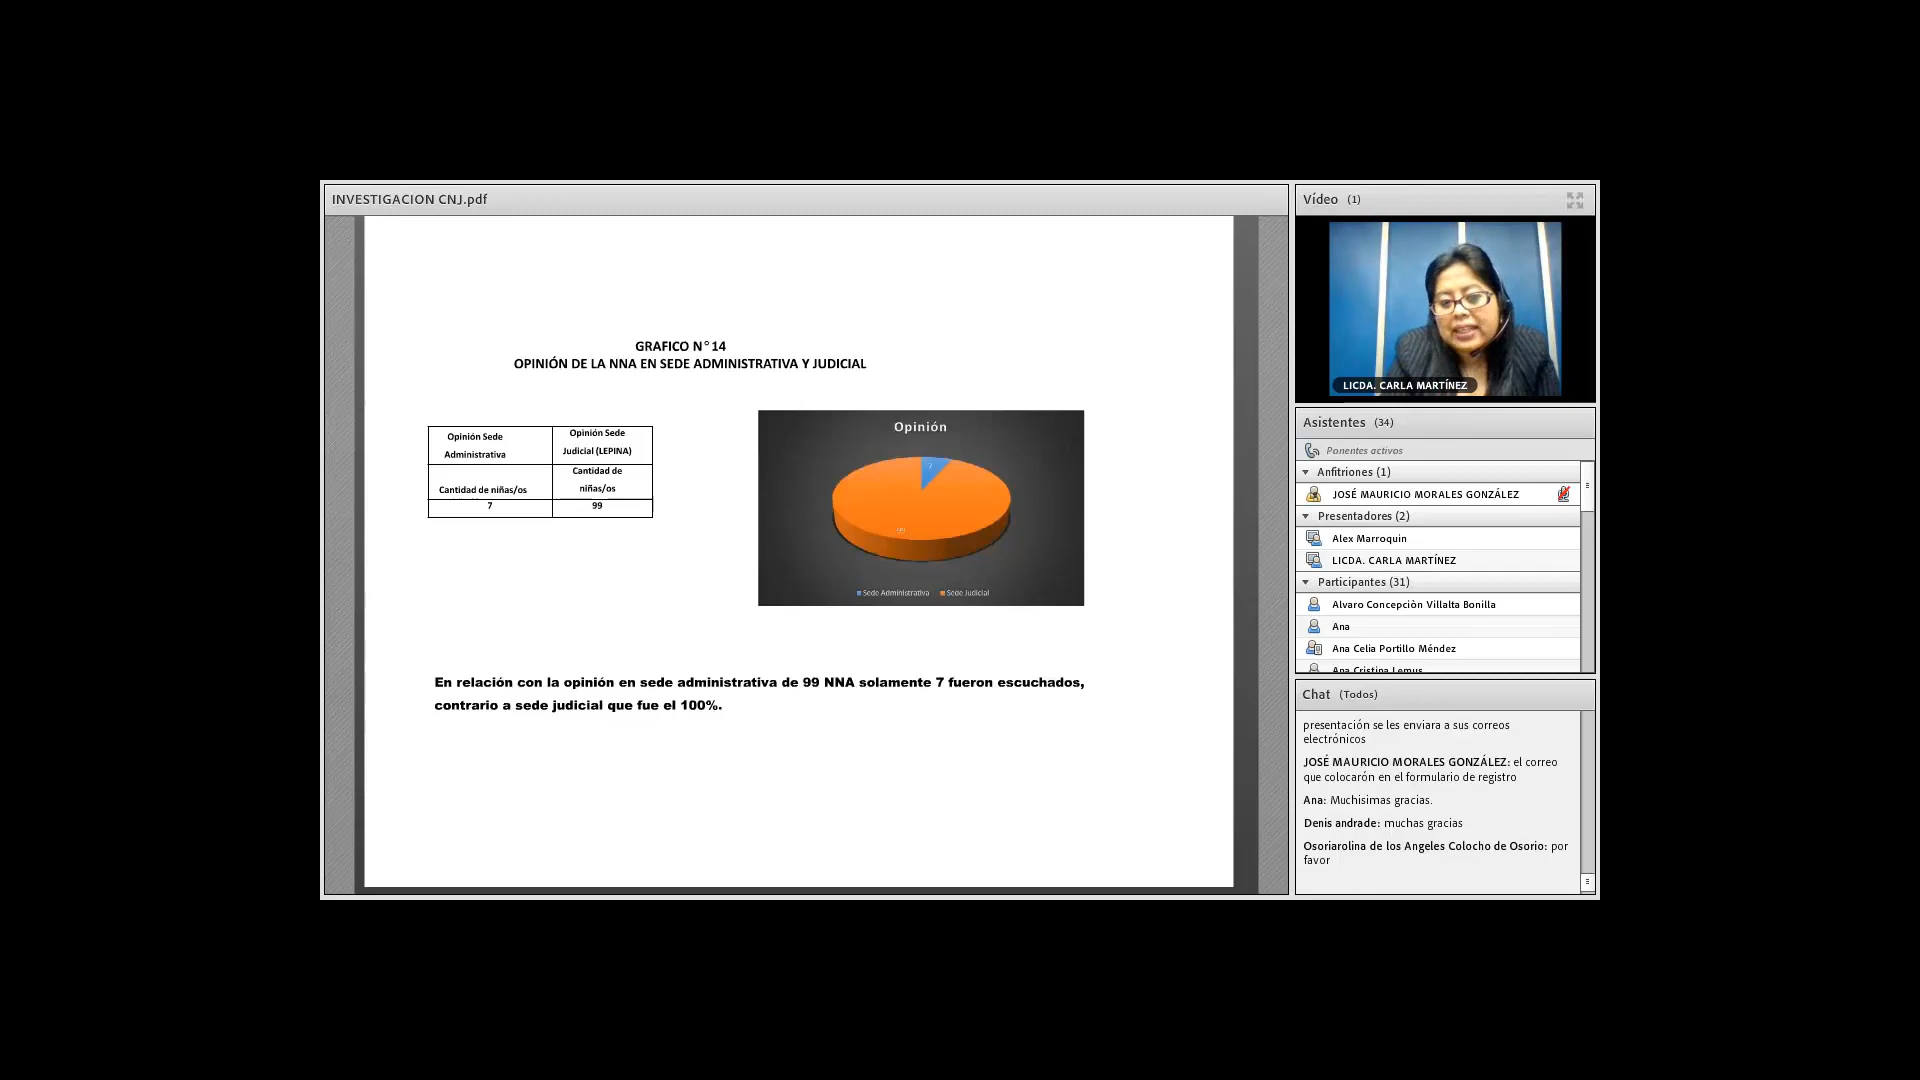 INVESTIGACION CNJ.pdf
GRAFICO N° 14
OPINIÓN DE LA NNA EN SEDE ADMINISTRATIVA Y JUDICIAL
Opinión Sede
Administrativa
Opinión Sede
Judicial (LEPINA)
Cantidad de niñas/os
Cantidad de
niñas/os
7
99
Opinión
7
99
Sede Administrativa
Sede Judicial
En relación con la opinión en sede administrativa de 99 NNA solamente 7 fueron escuchados,
contrario a sede judicial que fue el 100%.
Vídeo (1)
LICDA. CARLA MARTÍNEZ
Asistentes (34)
Ponentes activos
Anfitriones (1)
JOSÉ MAURICIO MORALES GONZÁLEZ
Presentadores (2)
Alex Marroquin
LICDA. CARLA MARTÍNEZ
Participantes (31)
Alvaro Concepciòn Villalta Bonilla
Ana
Ana Celia Portillo Méndez
Ana Cristina Lemus
Chat (Todos)
presentación se les enviara a sus correos
electrónicos
JOSÉ MAURICIO MORALES GONZÁLEZ: el correo
que colocarón en el formulario de registro
Ana: Muchisimas gracias.
Denis andrade: muchas gracias
Osoriarolina de los Angeles Colocho de Osorio: por
favor